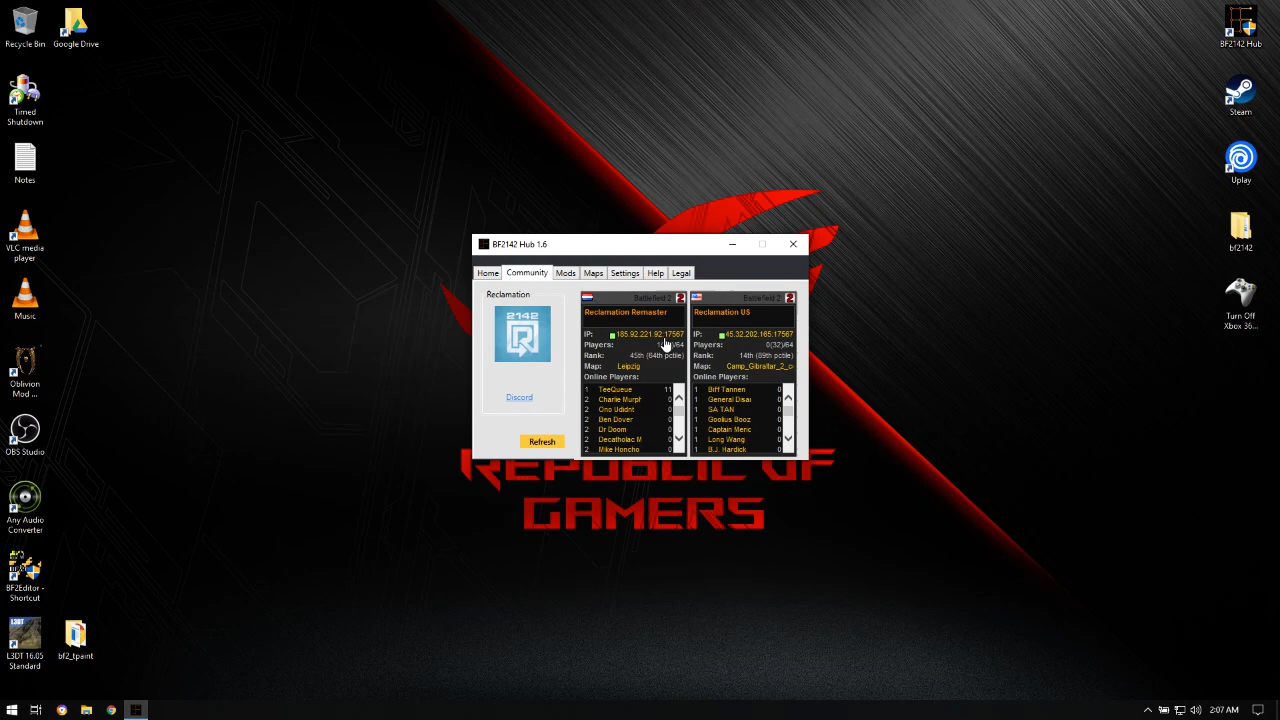 Recycle Bin
Google Drive
Timed
Shutdown
Notes
VLC media
player
Music
Oblivion
Mod ...
OBS Studio
Any Audio
Converter
BF2Editor -
Shortcut
L3DT 16.05
Standard
bf2_tpaint
BF2142 Hub
Steam
Uplay
bf2142
Turn Off
Xbox 36...
BF2142 Hub 1.6
Home Community Mods Maps Settings Help Legal
Reclamation
2142
R
Discord
Refresh
Battlefield 2
Reclamation Remaster
IP: 185.92.221.92:17567
Players: /64
Rank: 45th (64th pctile)
Map: Leipzig
Online Players:
1 TeeQueue 11
2 Charlie Murph 0
2 Ono Udidnt 0
2 Ben Dover 0
2 Dr Doom 0
2 Decatholac M 0
2 Mike Honcho 0
Battlefield 2
Reclamation US
IP: 45.32.202.165:17567
Players: 0(32)/64
Rank: 14th (89th pctile)
Map: Camp_Gibraltar_2_c
Online Players:
1 Biff Tannen 0
1 General Disar 0
1 SA TAN 0
1 Goolius Booz 0
1 Captain Meric 0
1 Long Wang 0
1 B.J. Hardick 0
REPUBLIC OF
GAMERS
2:07 AM